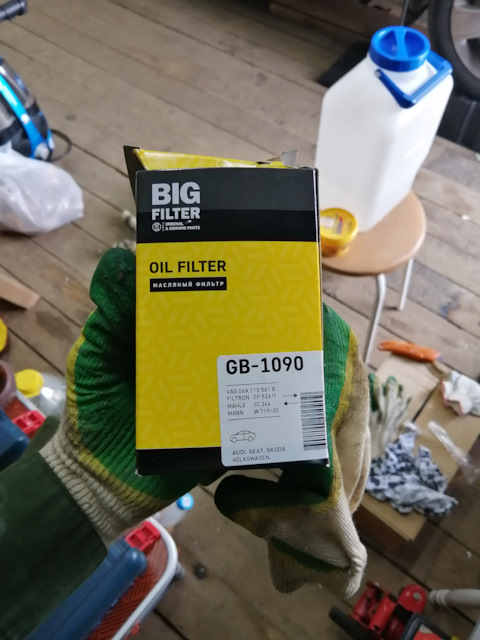 BIG
FILTER
ORIGINAL
& GENUINE PARTS
OIL FILTER
МАСЛЯНЫЙ ФИЛЬТР
GB-1090
VAG 06A 115 561 B
FILTRON OP 526/1
MAHLE OC 264
MANN W 719/30
AUDI, SEAT, SKODA
VOLKSWAGEN